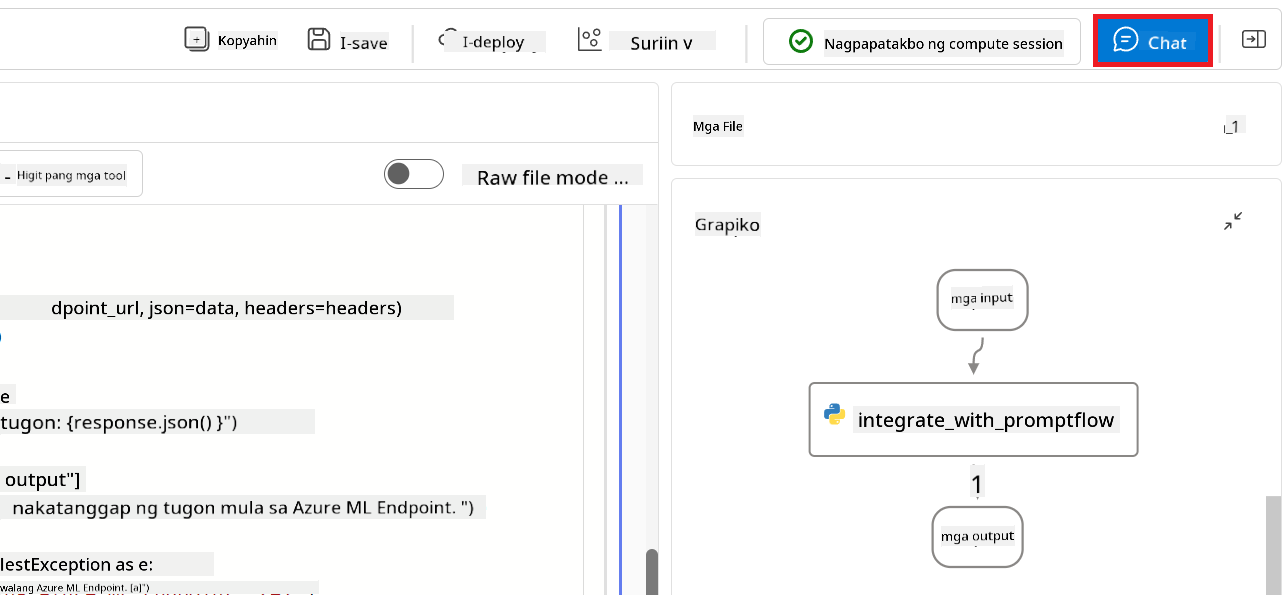 Kopyahin
I-save
I-deploy
Suriin v
Nagpapatakbo ng compute session
Chat
Mga File
1
Higit pang mga tool
Raw file mode ...
Grapiko
dpoint_url, json=data, headers=headers)
)
e
tugon: {response.json() }")
output"]
nakatanggap ng tugon mula sa Azure ML Endpoint. ")
lestException as e:
walang Azure ML Endpoint. [a]")
mga input
integrate_with_promptflow
1
mga output